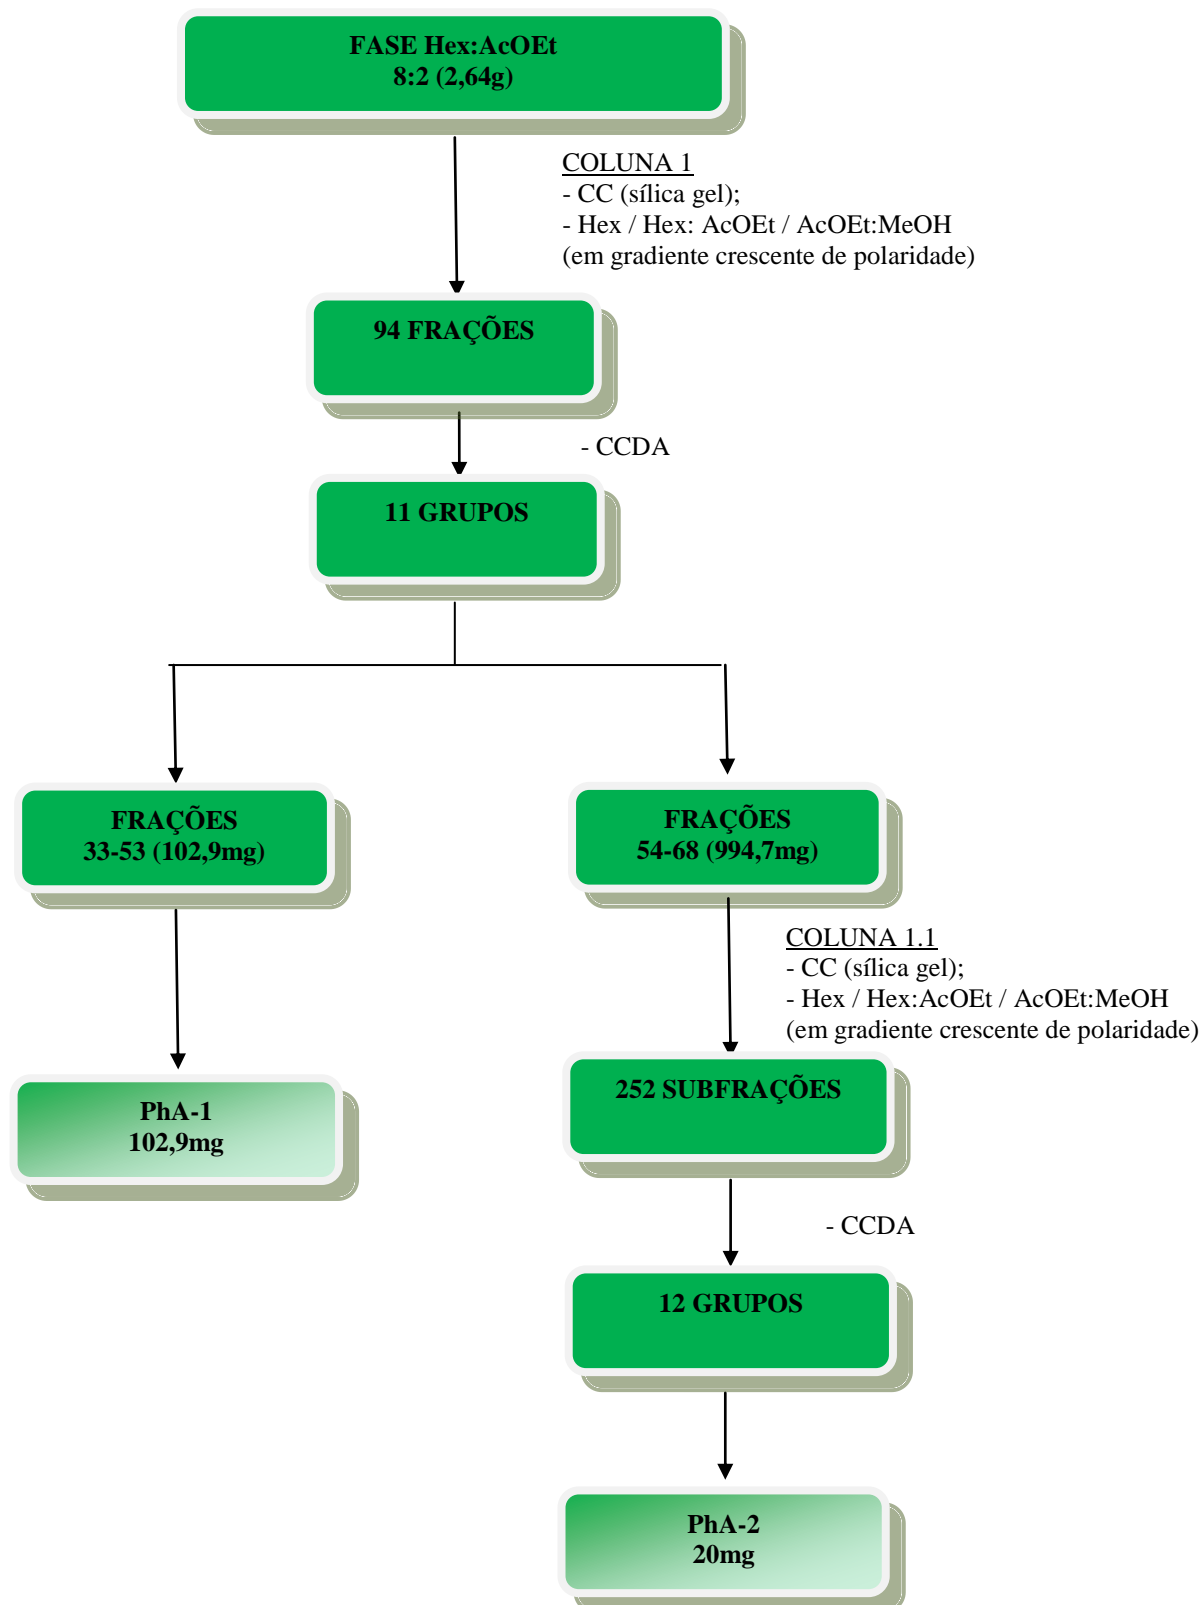 FASE Hex:AcOEt
8:2 (2,64g)
COLUNA 1
- CC (sílica gel);
- Hex / Hex: AcOEt / AcOEt:MeOH
(em gradiente crescente de polaridade)
94 FRAÇÕES
- CCDA
11 GRUPOS
FRAÇÕES
33-53 (102,9mg)
FRAÇÕES
54-68 (994,7mg)
COLUNA 1.1
- CC (sílica gel);
- Hex / Hex:AcOEt / AcOEt:MeOH
(em gradiente crescente de polaridade)
PhA-1
102,9mg
252 SUBFRAÇÕES
- CCDA
12 GRUPOS
PhA-2
20mg